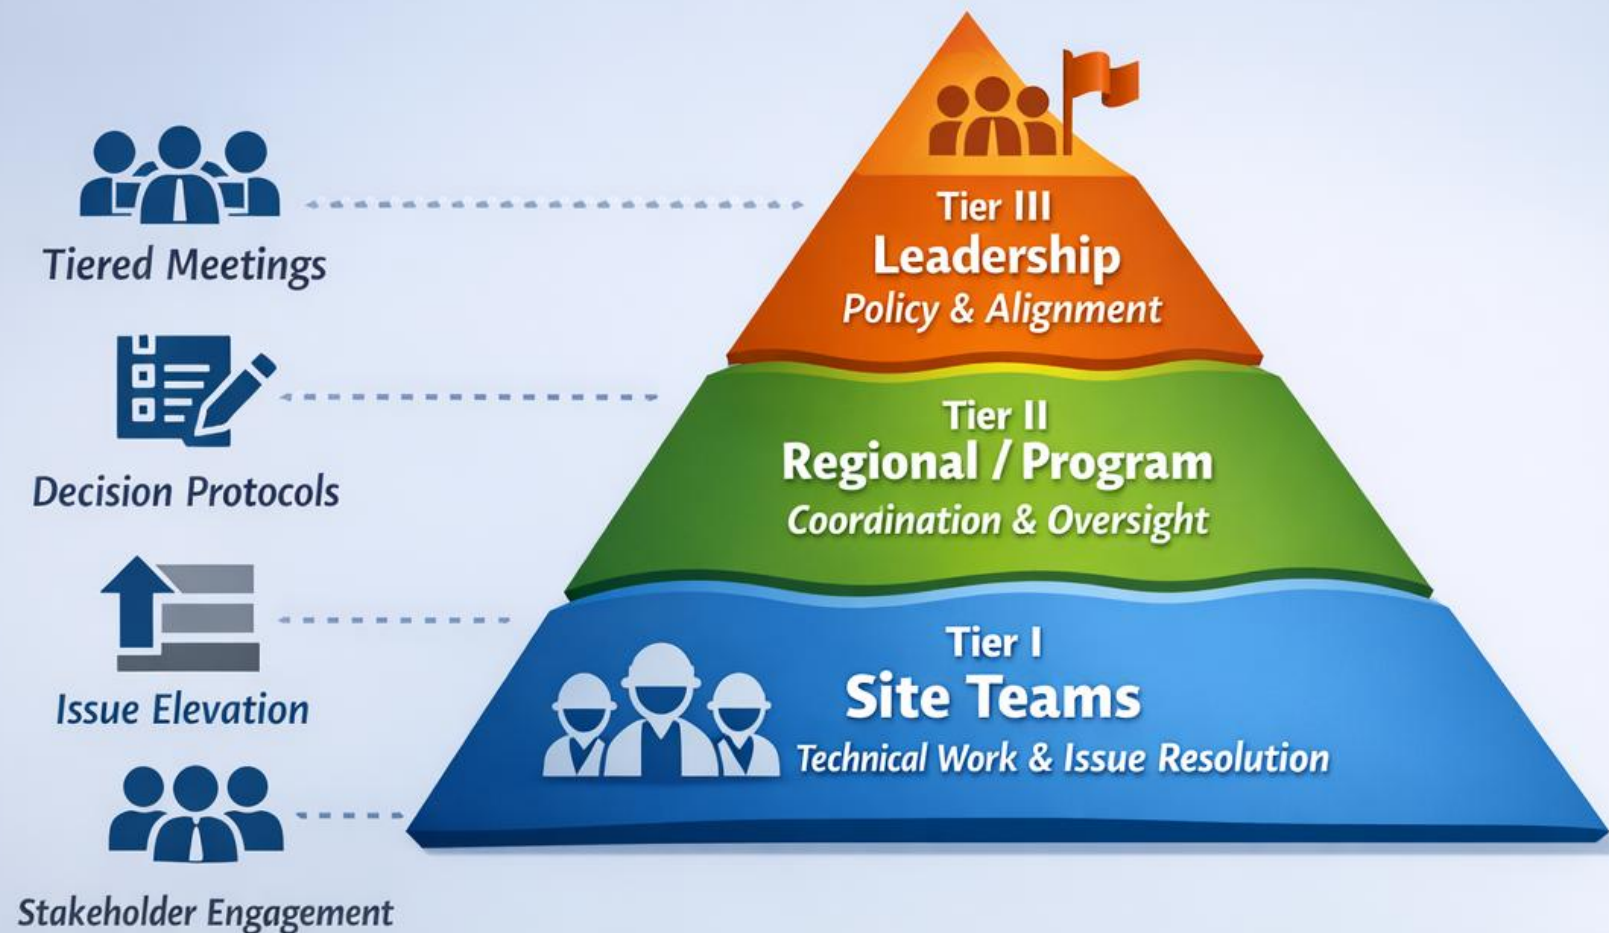 Tiered Meetings
Decision Protocols
Issue Elevation
Stakeholder Engagement
Tier III
Leadership
Policy & Alignment
Tier II
Regional / Program
Coordination & Oversight
Tier I
Site Teams
Technical Work & Issue Resolution